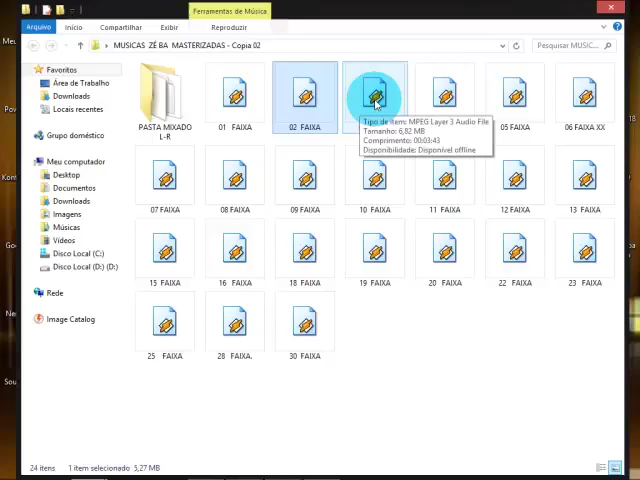 Ferramentas de Música
Arquivo
Início
Compartilhar
Exibir
Reproduzir
MUSICAS ZÉ BA MASTERIZADAS - Copia 02
Pesquisar MUSIC...
Favoritos
Área de Trabalho
Downloads
Locais recentes
Grupo doméstico
Meu computador
Desktop
Documentos
Downloads
Imagens
Músicas
Vídeos
Disco Local (C:)
Disco Local (D:) (D:)
Rede
Image Catalog
PASTA MIXADO
L-R
01 FAIXA
02 FAIXA
05 FAIXA
06 FAIXA XX
Tipo de item: MPEG Layer 3 Audio File
Tamanho: 6,82 MB
Comprimento: 00:03:43
Disponibilidade: Disponível offline
07 FAIXA
08 FAIXA
09 FAIXA
10 FAIXA
11 FAIXA
12 FAIXA
13 FAIXA
15 FAIXA
16 FAIXA
18 FAIXA
19 FAIXA
20 FAIXA
22 FAIXA
23 FAIXA
25 FAIXA
28 FAIXA.
30 FAIXA
24 itens
1 item selecionado 5,27 MB